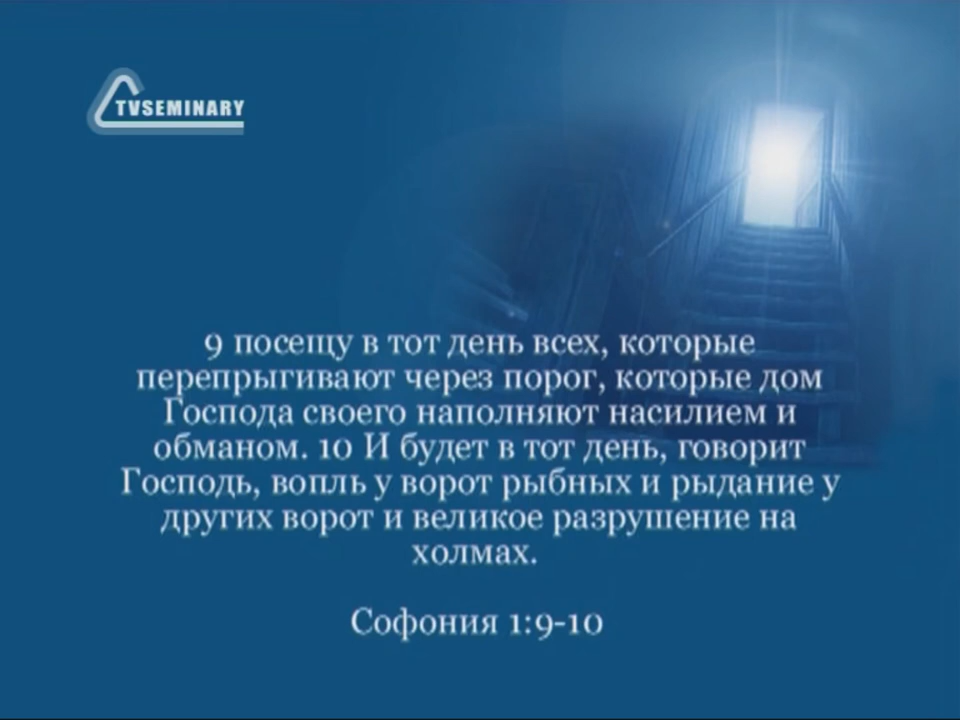 TVSEMINARY
9 посещу в тот день всех, которые
перепрыгивают через порог, которые дом
Господа своего наполняют насилием и
обманом. 10 И будет в тот день, говорит
Господь, вопль у ворот рыбных и рыдание у
других ворот и великое разрушение на
холмах.
Софония 1:9-10